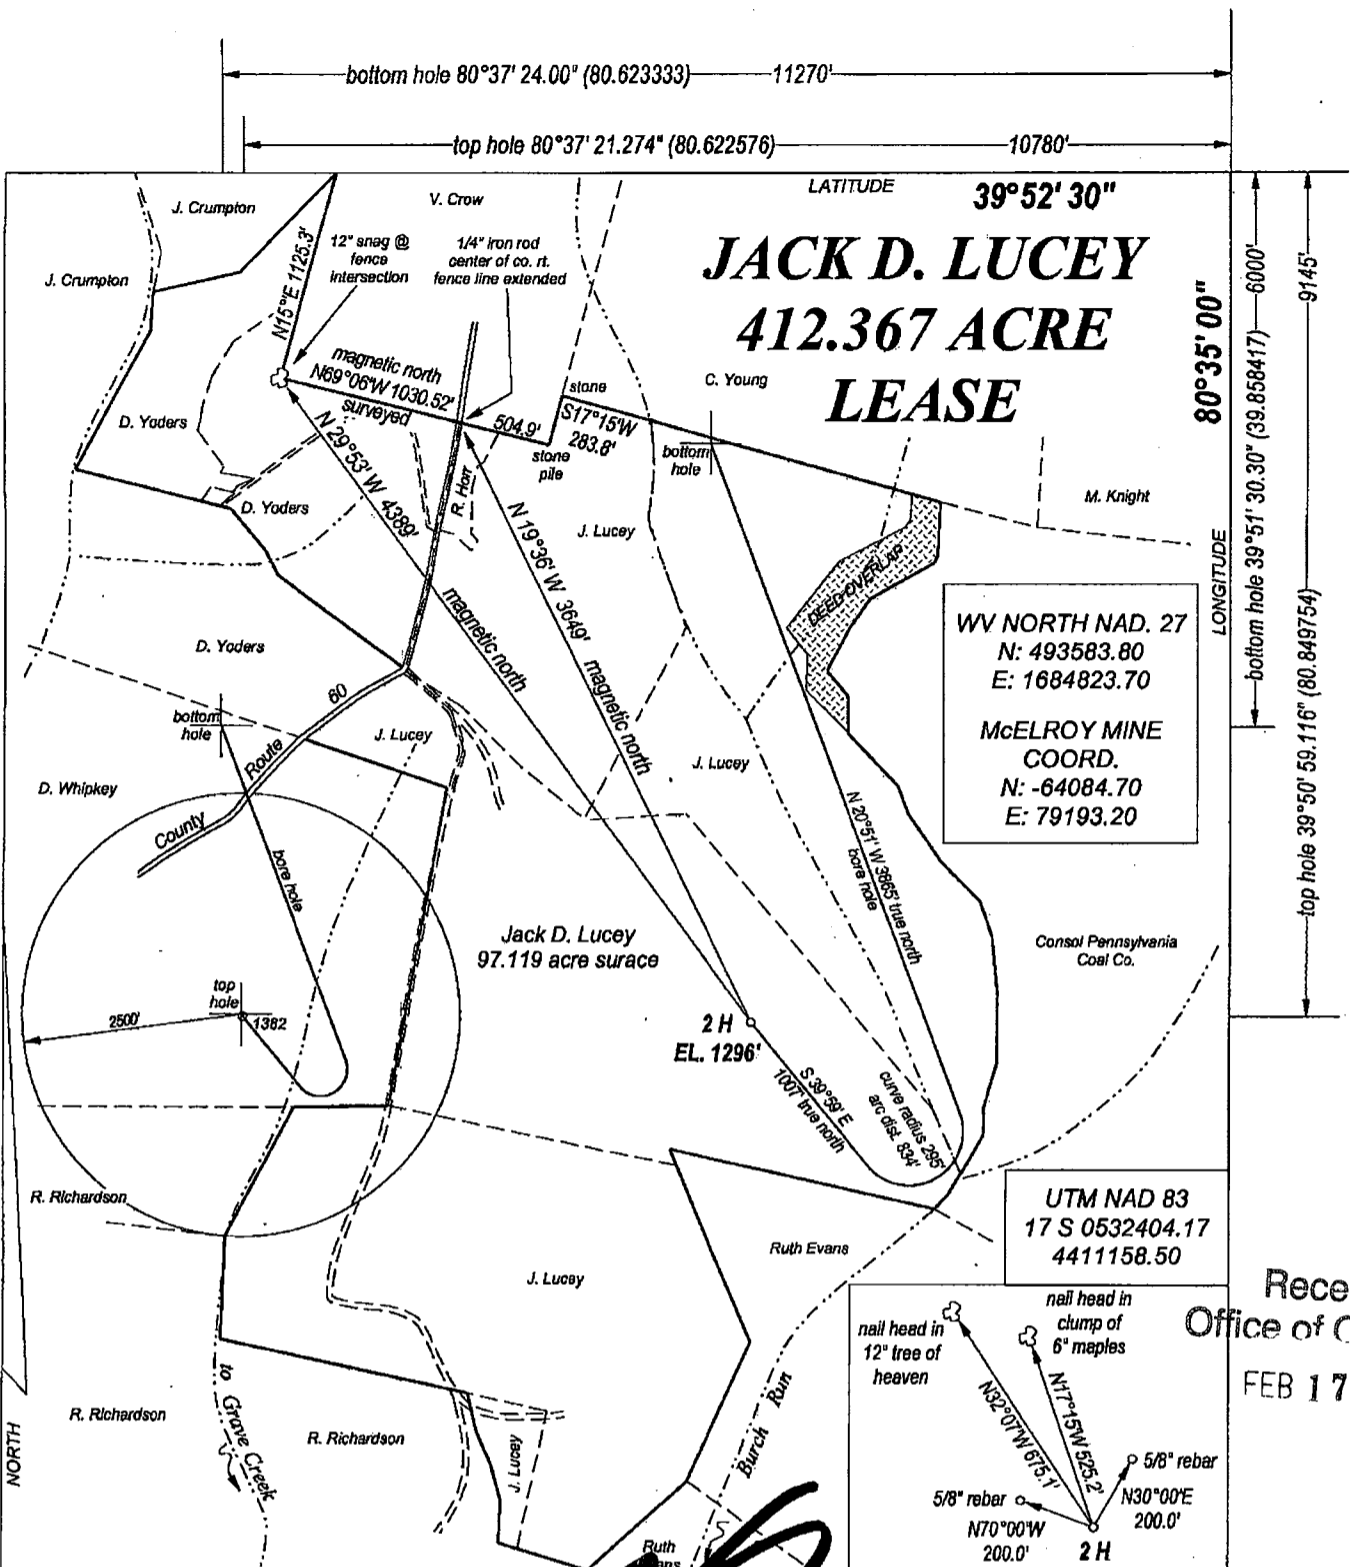 bottom hole 80°37' 24.00" (80.623333) 11270'
top hole 80°37' 21.274" (80.622576) 10780'
LATITUDE 39°52' 30"
JACK D. LUCEY
412.367 ACRE
LEASE
J. Crumpton
V. Crow
J. Crumpton
N15°E 1125.3'
12" snag @
fence
intersection
1/4" iron rod
center of co. rt.
fence line extended
magnetic north
N69°06'W 1030.52'
surveyed
504.9'
stone
S17°15'W
283.8'
stone
pile
C. Young
bottom
hole
D. Yoders
D. Yoders
N 29°53' W 4389'
magnetic north
R. Horr
N 19°36' W 3649' magnetic north
J. Lucey
M. Knight
DEED OVERLAP
LONGITUDE 80°35' 00"
bottom hole 39°51' 30.30" (39.858417) 6000'
top hole 39°50' 59.116" (80.849754) 9145'
WV NORTH NAD. 27
N: 493583.80
E: 1684823.70
McELROY MINE
COORD.
N: -64084.70
E: 79193.20
D. Yoders
bottom
hole
County Route 60
J. Lucey
J. Lucey
D. Whipkey
bore hole
N 20°51' W 3865' true north
bore hole
Jack D. Lucey
97.119 acre surace
Consol Pennsylvania
Coal Co.
top
hole
1382
2500'
2 H
EL. 1296'
S 39°59' E
1007' true north
curve radius 295'
arc dist. 834'
R. Richardson
UTM NAD 83
17 S 0532404.17
4411158.50
Ruth Evans
J. Lucey
Rece
Office of
FEB 17
nail head in
12" tree of
heaven
nail head in
clump of
6" maples
N32°07'W 675.1'
N17°15'W 525.2'
5/8" rebar
N30°00'E
200.0'
5/8" rebar
N70°00'W
200.0'
2 H
NORTH
R. Richardson
to Grave Creek
R. Richardson
J. Lucey
Burch Run
Ruth